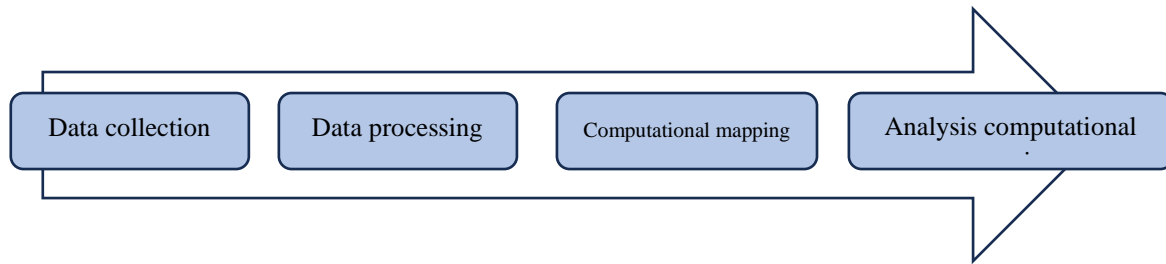 Data collection
Data processing
Computational mapping
Analysis computational